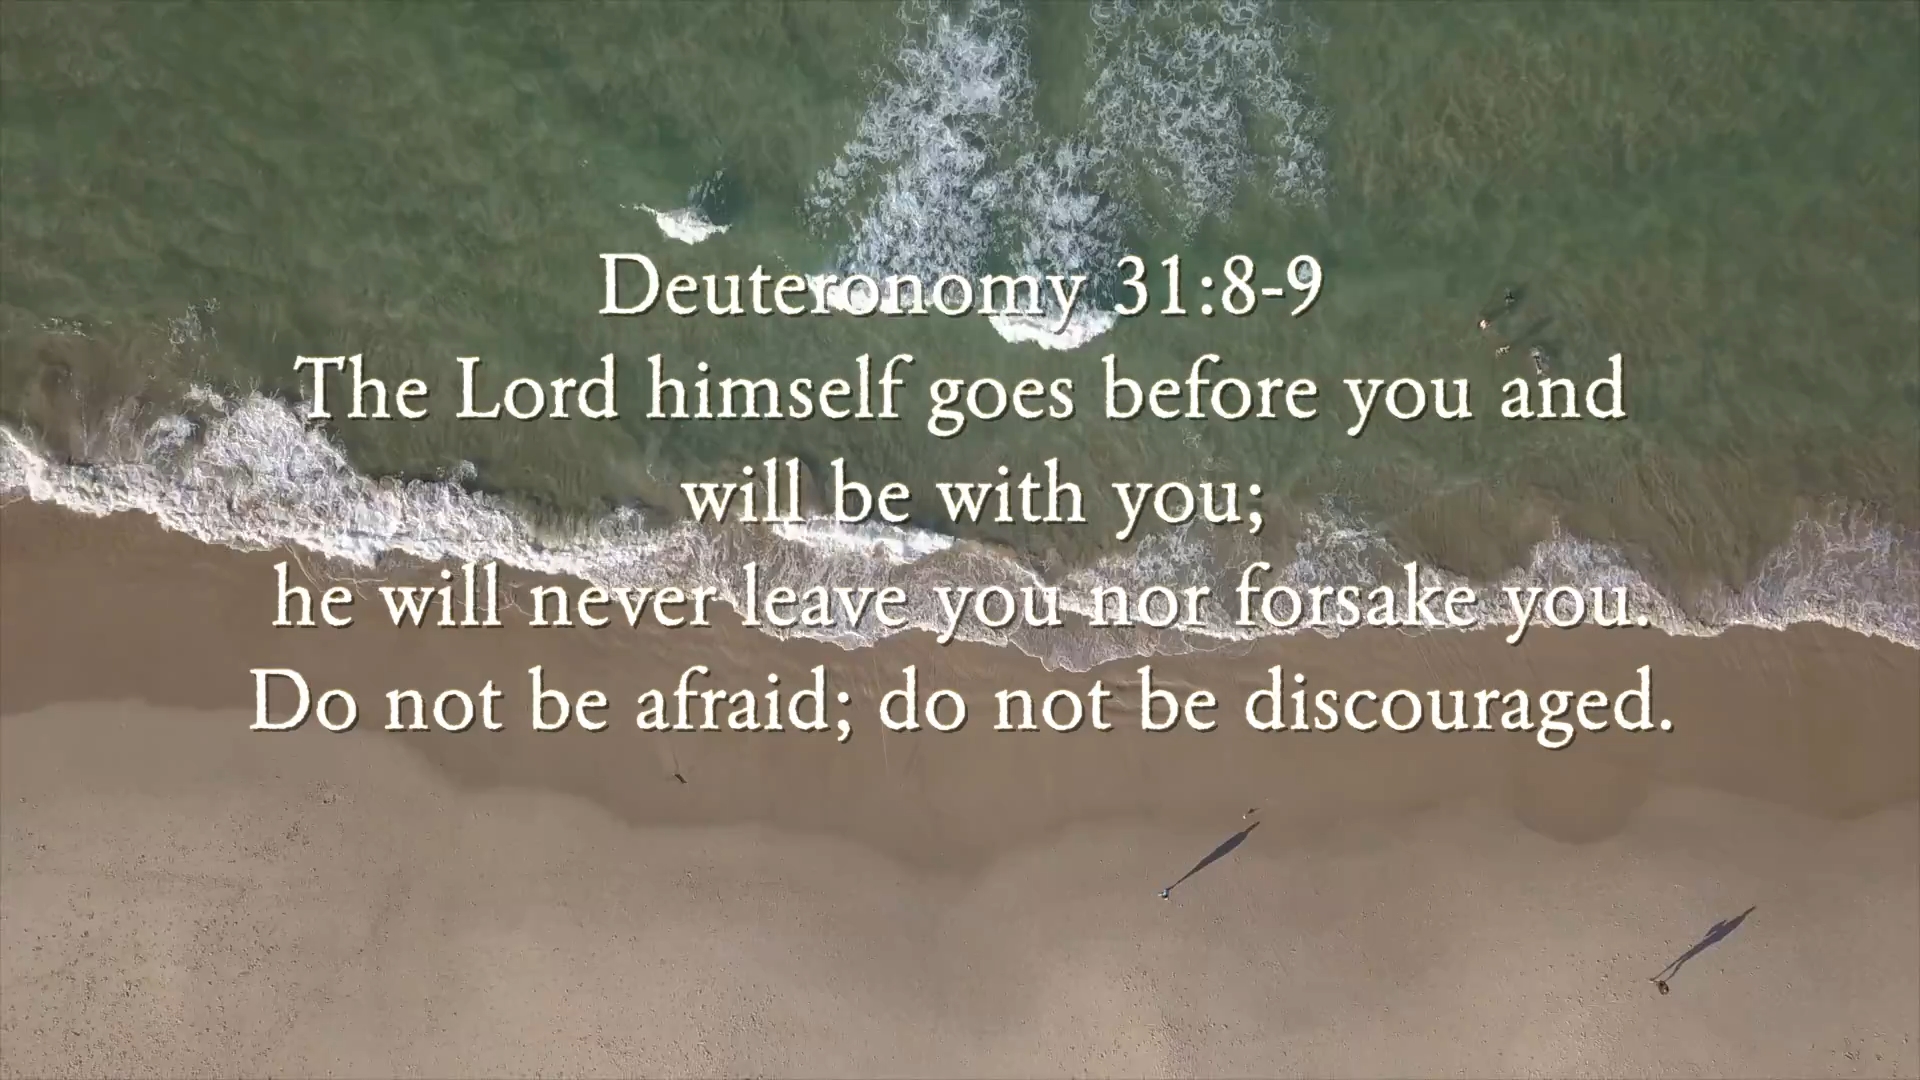 Deuteronomy 31:8-9
The Lord himself goes before you and
will be with you;
he will never leave you nor forsake you.
Do not be afraid; do not be discouraged.